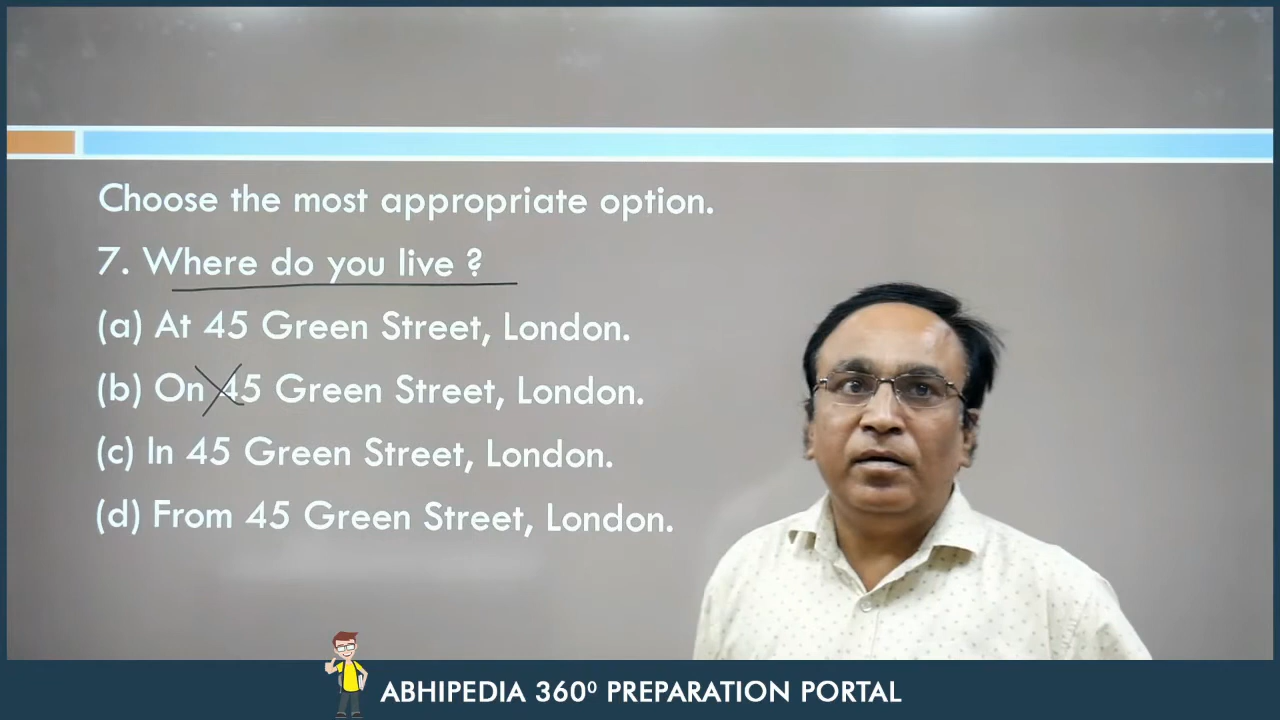 Choose the most appropriate option.
7. Where do you live ?
(a) At 45 Green Street, London.
(b) On 45 Green Street, London.
(c) In 45 Green Street, London.
(d) From 45 Green Street, London.
ABHIPEDIA 360⁰ PREPARATION PORTAL